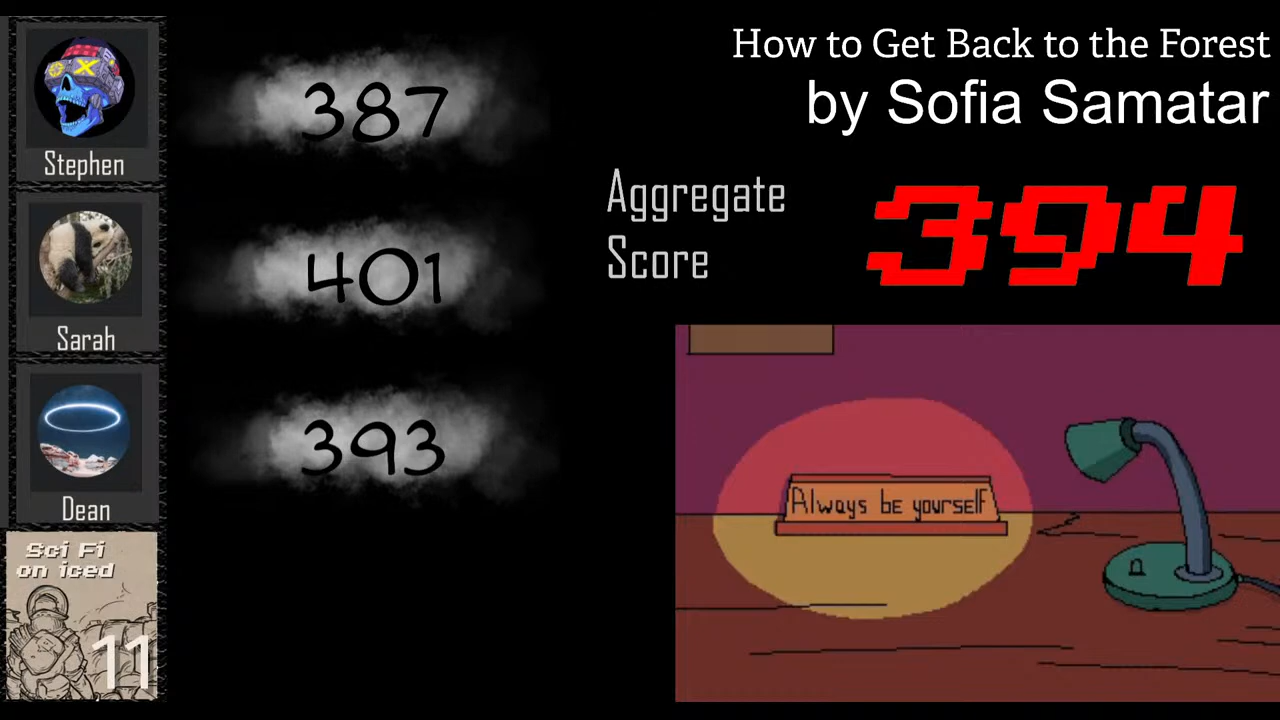 How to Get Back to the Forest
by Sofia Samatar
Stephen
387
Sarah
401
Dean
393
Aggregate
Score
394
Always be yourself
Sci Fi
on iced
11